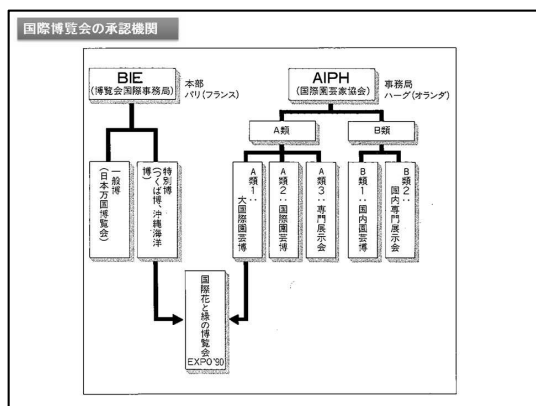 国際博覧会の承認機関
BIE
(博覧会国際事務局)
本部
パリ(フランス)
AIPH
(国際園芸家協会)
事務局
ハーグ(オランダ)
A類
B類
一般博
(日本万国博覧会)
特別博
(つくば博、沖縄海洋
博)
A類1:
大国際園芸博
A類2:国際園芸博
A類3:専門展示会
B類1:国内園芸博
B類2:国内専門展示会
国際花と緑の博覧会
EXPO'90